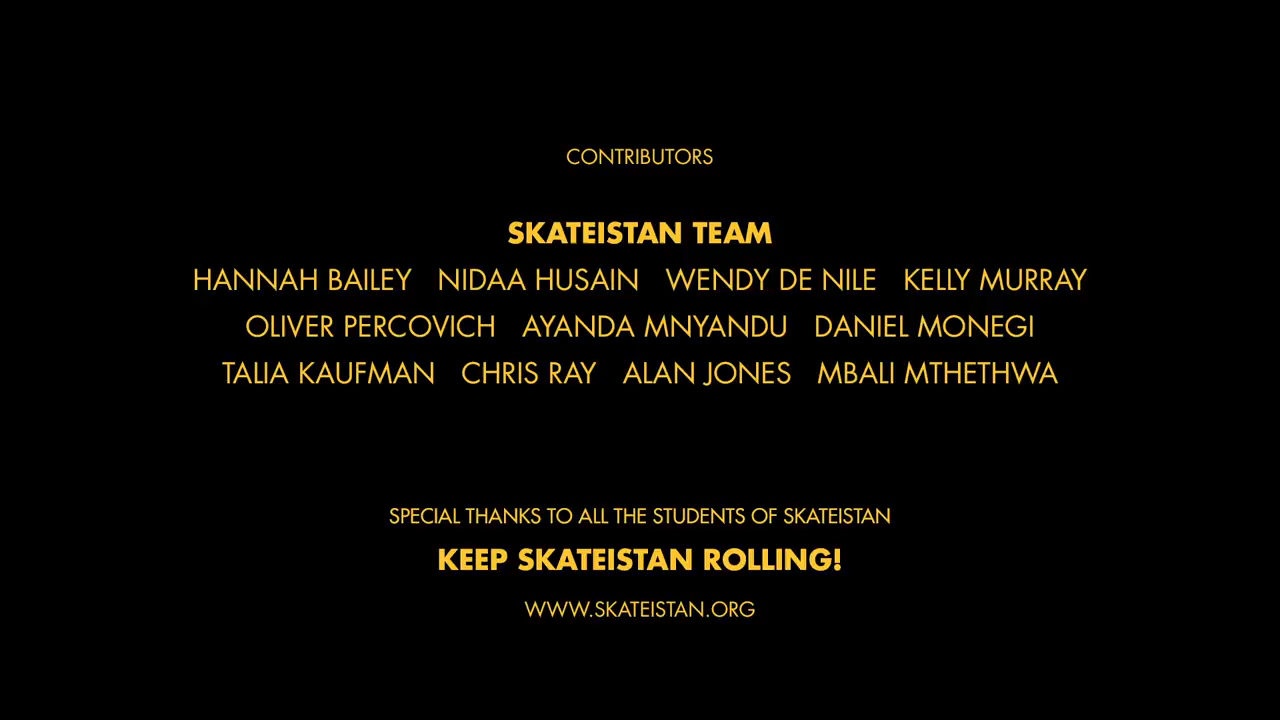 CONTRIBUTORS
SKATEISTAN TEAM
HANNAH BAILEY NIDAA HUSAIN WENDY DE NILE KELLY MURRAY
OLIVER PERCOVICH AYANDA MNYANDU DANIEL MONEGI
TALIA KAUFMAN CHRIS RAY ALAN JONES MBALI MTHETHWA
SPECIAL THANKS TO ALL THE STUDENTS OF SKATEISTAN
KEEP SKATEISTAN ROLLING!
WWW.SKATEISTAN.ORG